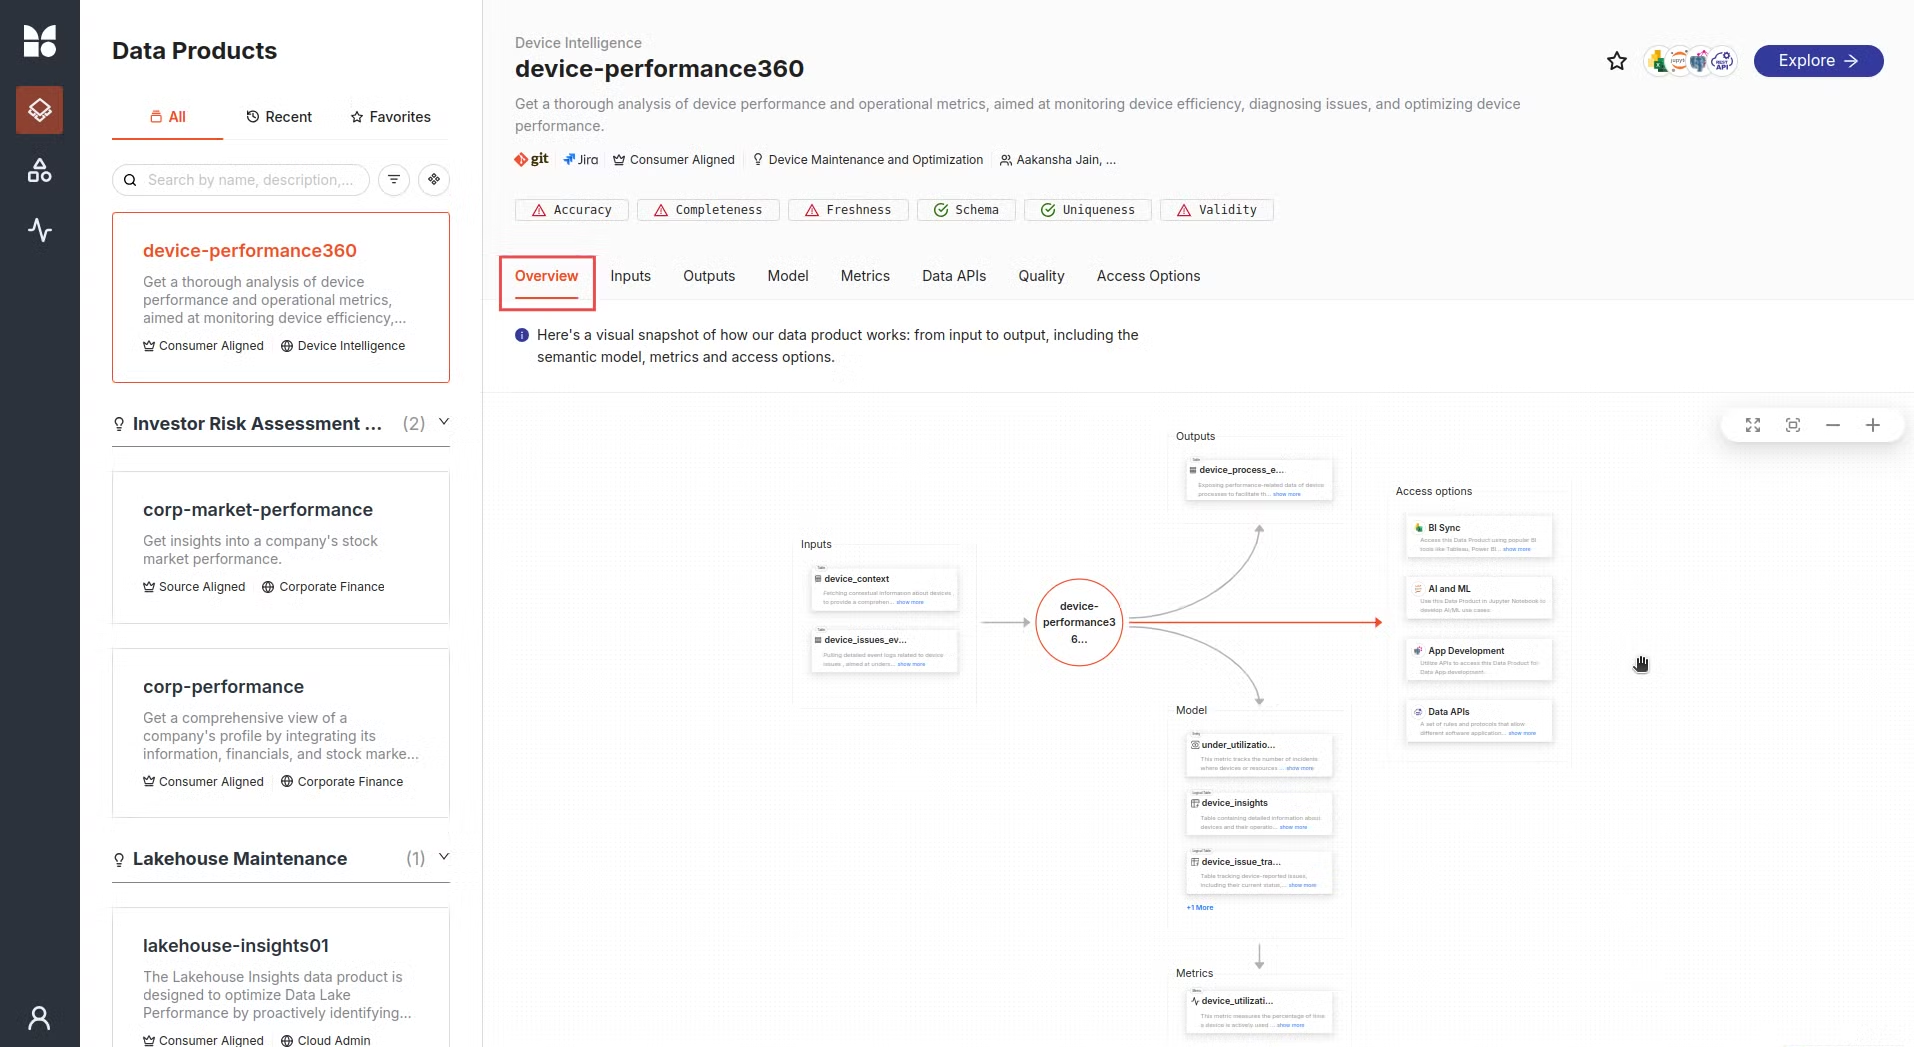 Data Products
All
Recent
Favorites
Search by name, description,...
device-performance360
Get a thorough analysis of device
performance and operational metrics,
aimed at monitoring device efficiency,...
Consumer Aligned
Device Intelligence
Investor Risk Assessment ... (2)
corp-market-performance
Get insights into a company's stock
market performance.
Source Aligned
Corporate Finance
corp-performance
Get a comprehensive view of a
company's profile by integrating its
information, financials, and stock marke...
Consumer Aligned
Corporate Finance
Lakehouse Maintenance (1)
lakehouse-insights01
The Lakehouse Insights data product is
designed to optimize Data Lake
Performance by proactively identifying...
Consumer Aligned
Cloud Admin
Device Intelligence
device-performance360
Get a thorough analysis of device performance and operational metrics, aimed at monitoring device efficiency, diagnosing issues, and optimizing device
performance.
git
Jira
Consumer Aligned
Device Maintenance and Optimization
Aakansha Jain, ...
Explore
Accuracy
Completeness
Freshness
Schema
Uniqueness
Validity
Overview
Inputs
Outputs
Model
Metrics
Data APIs
Quality
Access Options
Here's a visual snapshot of how our data product works: from input to output, including the
semantic model, metrics and access options.
Inputs
Table
device_context
Fetching contextual information about devices
to provide a comprehen... show more
Table
device_issues_ev...
Pulling detailed event logs related to device
issues , aimed at unders... show more
device-
performance3
6...
Outputs
Table
device_process_e...
Exposing performance-related data of device
processes to facilitate th... show more
Model
Entity
under_utilizatio...
This metric tracks the number of incidents
where devices or resources ... show more
Logical Table
device_insights
Table containing detailed information about
devices and their operatio... show more
Logical Table
device_issue_tra...
Table tracking device-reported issues,
including their current status,... show more
+1 More
Metrics
Metric
device_utilizati...
This metric measures the percentage of time
a device is actively used ... show more
Access options
BI Sync
Access this Data Product using popular BI
tools like Tableau, Power BI... show more
AI and ML
Use this Data Product in Jupyter Notebook to
develop AI/ML use cases
App Development
Utilize APIs to access this Data Product for
Data App development
Data APIs
A set of rules and protocols that allow
different software application... show more